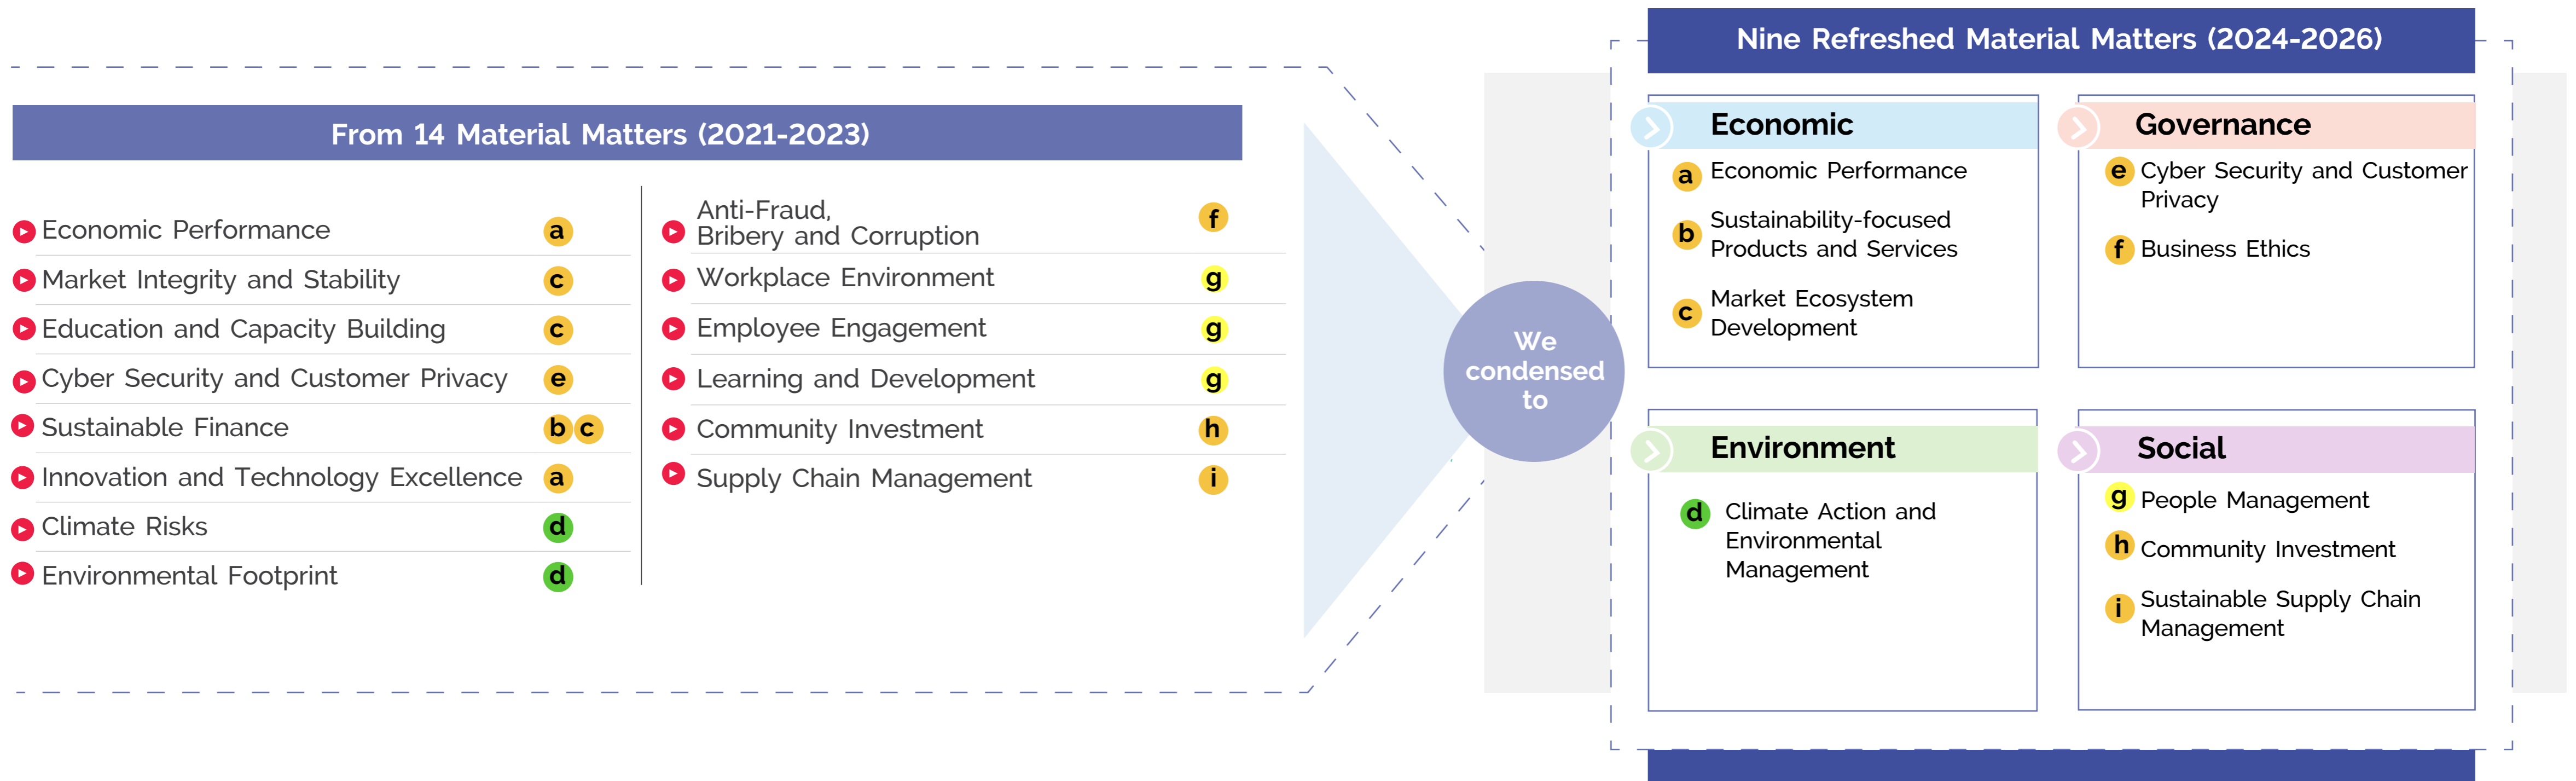 From 14 Material Matters (2021-2023)
Economic Performance a
Market Integrity and Stability c
Education and Capacity Building c
Cyber Security and Customer Privacy e
Sustainable Finance b c
Innovation and Technology Excellence a
Climate Risks d
Environmental Footprint d
Anti-Fraud,
Bribery and Corruption f
Workplace Environment g
Employee Engagement g
Learning and Development g
Community Investment h
Supply Chain Management i
We
condensed
to
Nine Refreshed Material Matters (2024-2026)
Economic
a Economic Performance
b Sustainability-focused
Products and Services
c Market Ecosystem
Development
Governance
e Cyber Security and Customer
Privacy
f Business Ethics
Environment
d Climate Action and
Environmental
Management
Social
g People Management
h Community Investment
i Sustainable Supply Chain
Management